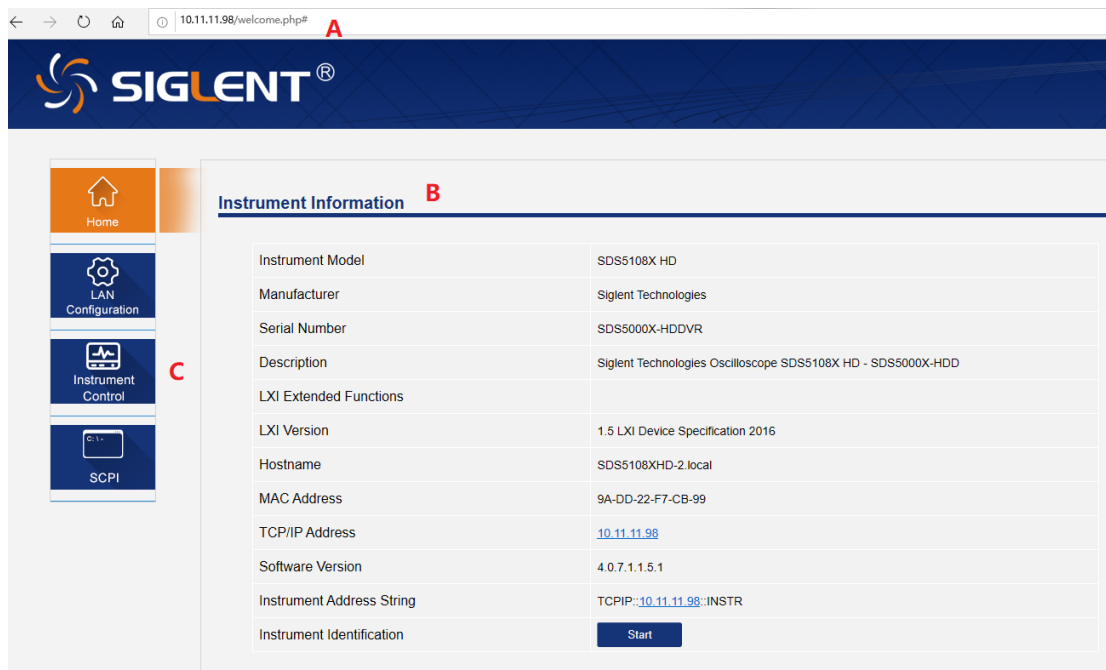 10.11.11.98/welcome.php#
A
SIGLENT®
Home
LAN
Configuration
Instrument
Control
C
C:\-
SCPI
Instrument Information B
Instrument Model SDS5108X HD
Manufacturer Siglent Technologies
Serial Number SDS5000X-HDDVR
Description Siglent Technologies Oscilloscope SDS5108X HD - SDS5000X-HDD
LXI Extended Functions
LXI Version 1.5 LXI Device Specification 2016
Hostname SDS5108XHD-2.local
MAC Address 9A-DD-22-F7-CB-99
TCP/IP Address 10.11.11.98
Software Version 4.0.7.1.1.5.1
Instrument Address String TCPIP::10.11.11.98::INSTR
Instrument Identification Start